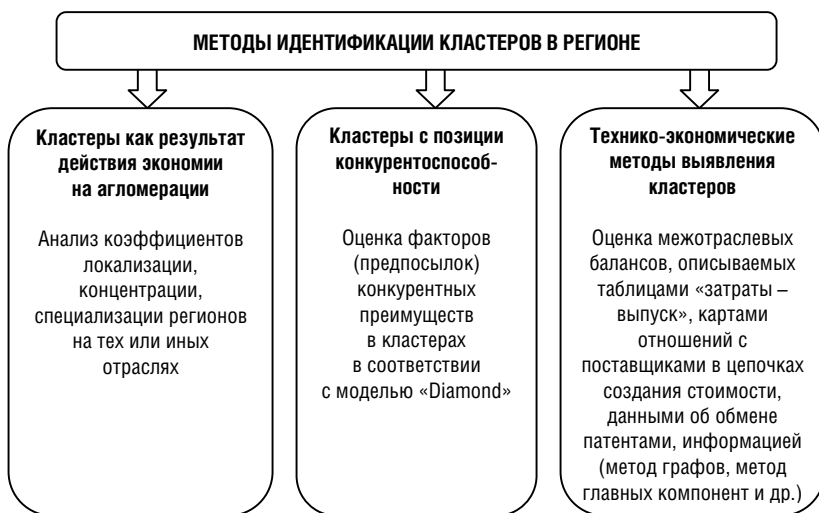 МЕТОДЫ ИДЕНТИФИКАЦИИ КЛАСТЕРОВ В РЕГИОНЕ
Кластеры как результат
действия экономии
на агломерации
Анализ коэффициентов
локализации,
концентрации,
специализации регионов
на тех или иных
отраслях
Кластеры с позиции
конкурентоспособ-
ности
Оценка факторов
(предпосылок)
конкурентных
преимуществ
в кластерах
в соответствии
с моделью «Diamond»
Технико-экономические
методы выявления
кластеров
Оценка межотраслевых
балансов, описываемых
таблицами «затраты –
выпуск», картами
отношений с
поставщиками в цепочках
создания стоимости,
данными об обмене
патентами, информацией
(метод графов, метод
главных компонент и др.)